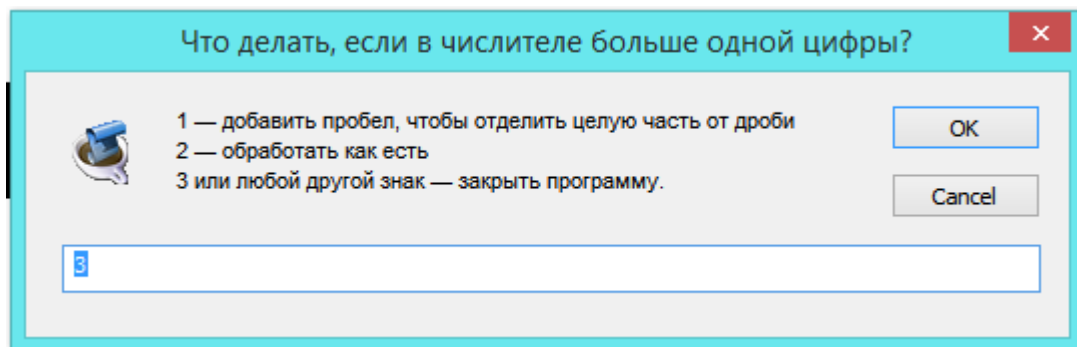 Что делать, если в числителе больше одной цифры?
1 — добавить пробел, чтобы отделить целую часть от дроби
2 — обработать как есть
3 или любой другой знак — закрыть программу.
OK
Cancel
3